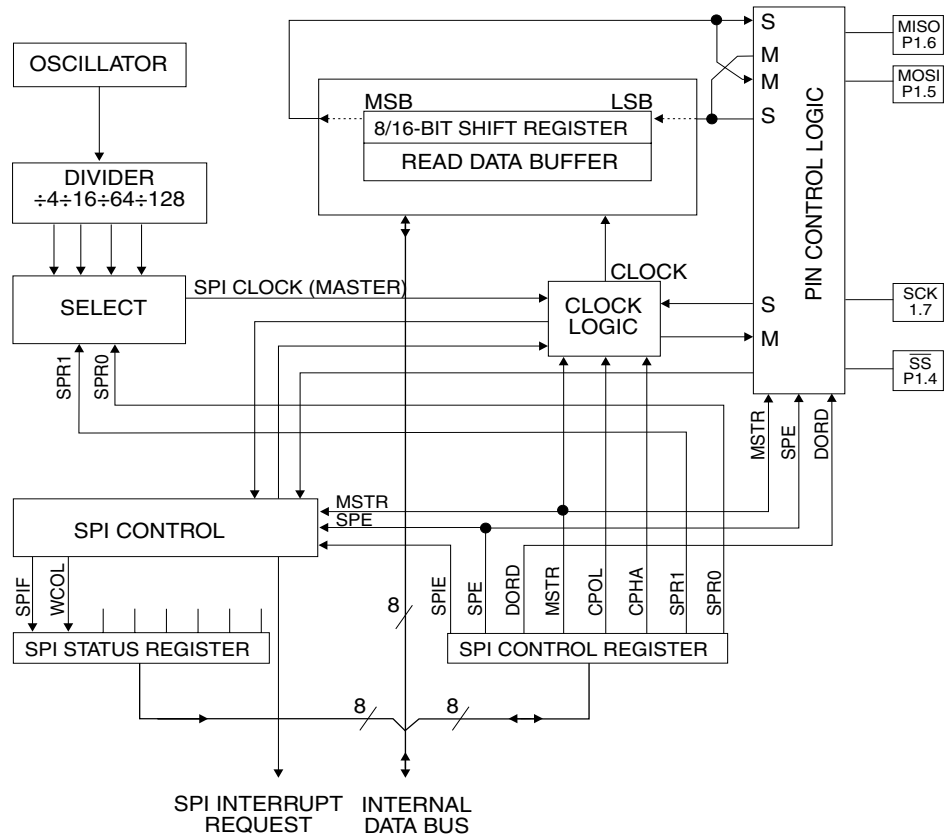 OSCILLATOR
DIVIDER
÷4÷16÷64÷128
SELECT
SPI CLOCK (MASTER)
SPR1
SPR0
MSB
LSB
8/16-BIT SHIFT REGISTER
READ DATA BUFFER
CLOCK
CLOCK
LOGIC
S
M
M
S
S
M
PIN CONTROL LOGIC
MISO
P1.6
MOSI
P1.5
SCK
1.7
SS
P1.4
MSTR
SPE
DORD
SPI CONTROL
MSTR
SPE
SPIF
WCOL
SPI STATUS REGISTER
8
SPIE
SPE
DORD
MSTR
CPOL
CPHA
SPR1
SPR0
SPI CONTROL REGISTER
8
8
SPI INTERRUPT
REQUEST
INTERNAL
DATA BUS